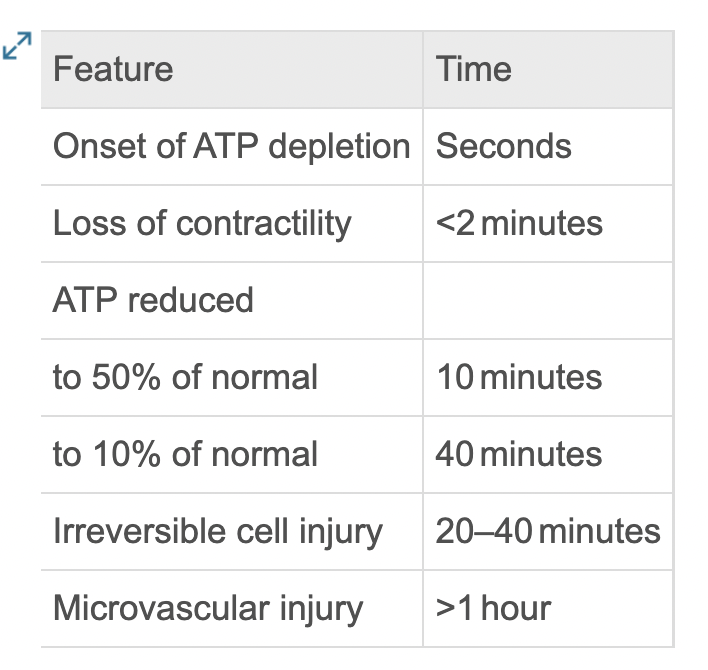 Feature Time
Onset of ATP depletion Seconds
Loss of contractility <2 minutes
ATP reduced
to 50% of normal 10 minutes
to 10% of normal 40 minutes
Irreversible cell injury 20–40 minutes
Microvascular injury >1 hour